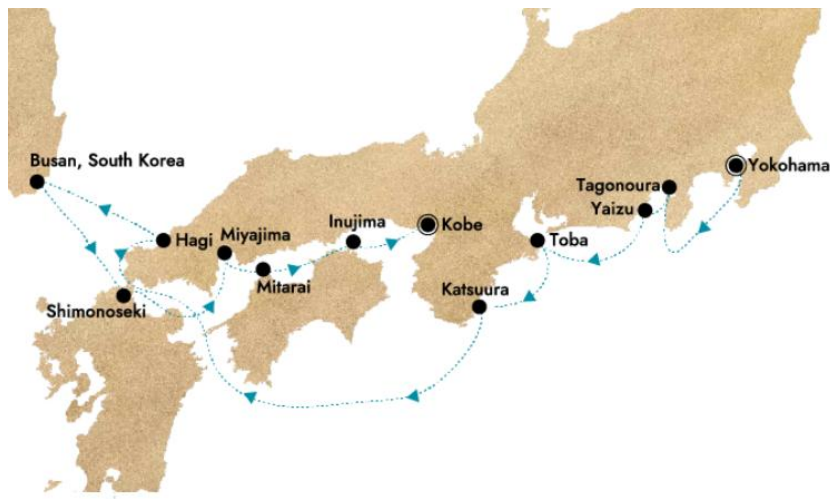 Busan, South Korea
Yokohama
Tagonoura
Yaizu
Inujima
Kobe
Hagi
Miyajima
Toba
Mitarai
Katsuura
Shimonoseki